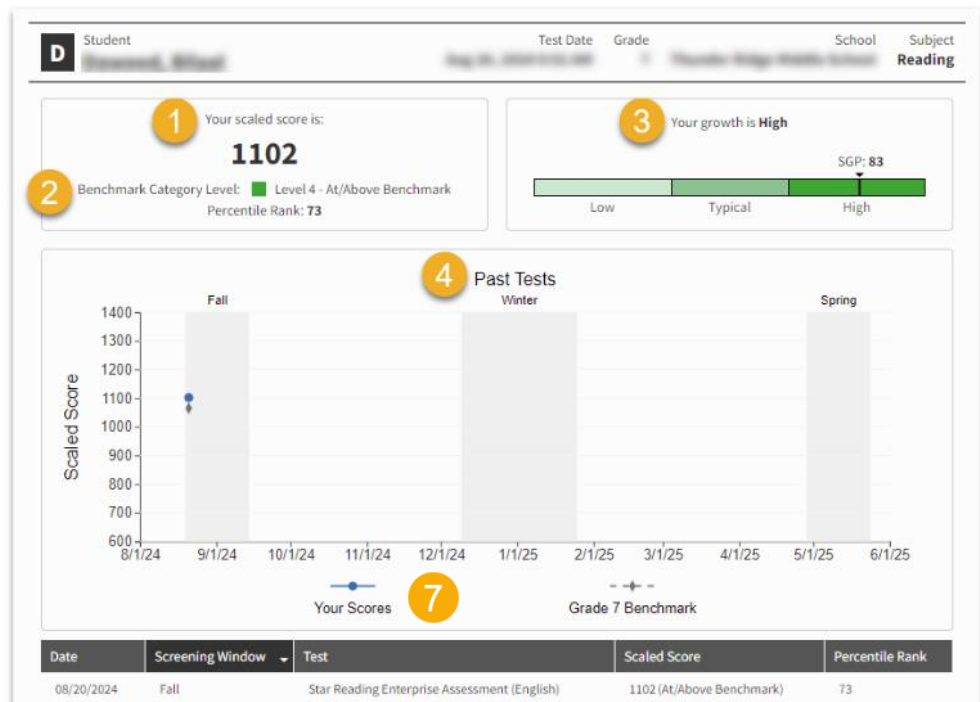 D Student Test Date Grade School Subject
Reading
1 Your scaled score is:
1102
2 Benchmark Category Level: Level 4 - At/Above Benchmark
Percentile Rank: 73
3 Your growth is High
SGP: 83
Low Typical High
4 Past Tests
Fall Winter Spring
Scaled Score
1400
1300
1200
1100
1000
900
800
700
600
8/1/24 9/1/24 10/1/24 11/1/24 12/1/24 1/1/25 2/1/25 3/1/25 4/1/25 5/1/25 6/1/25
Your Scores 7 Grade 7 Benchmark
Date Screening Window Test Scaled Score Percentile Rank
08/20/2024 Fall Star Reading Enterprise Assessment (English) 1102 (At/Above Benchmark) 73